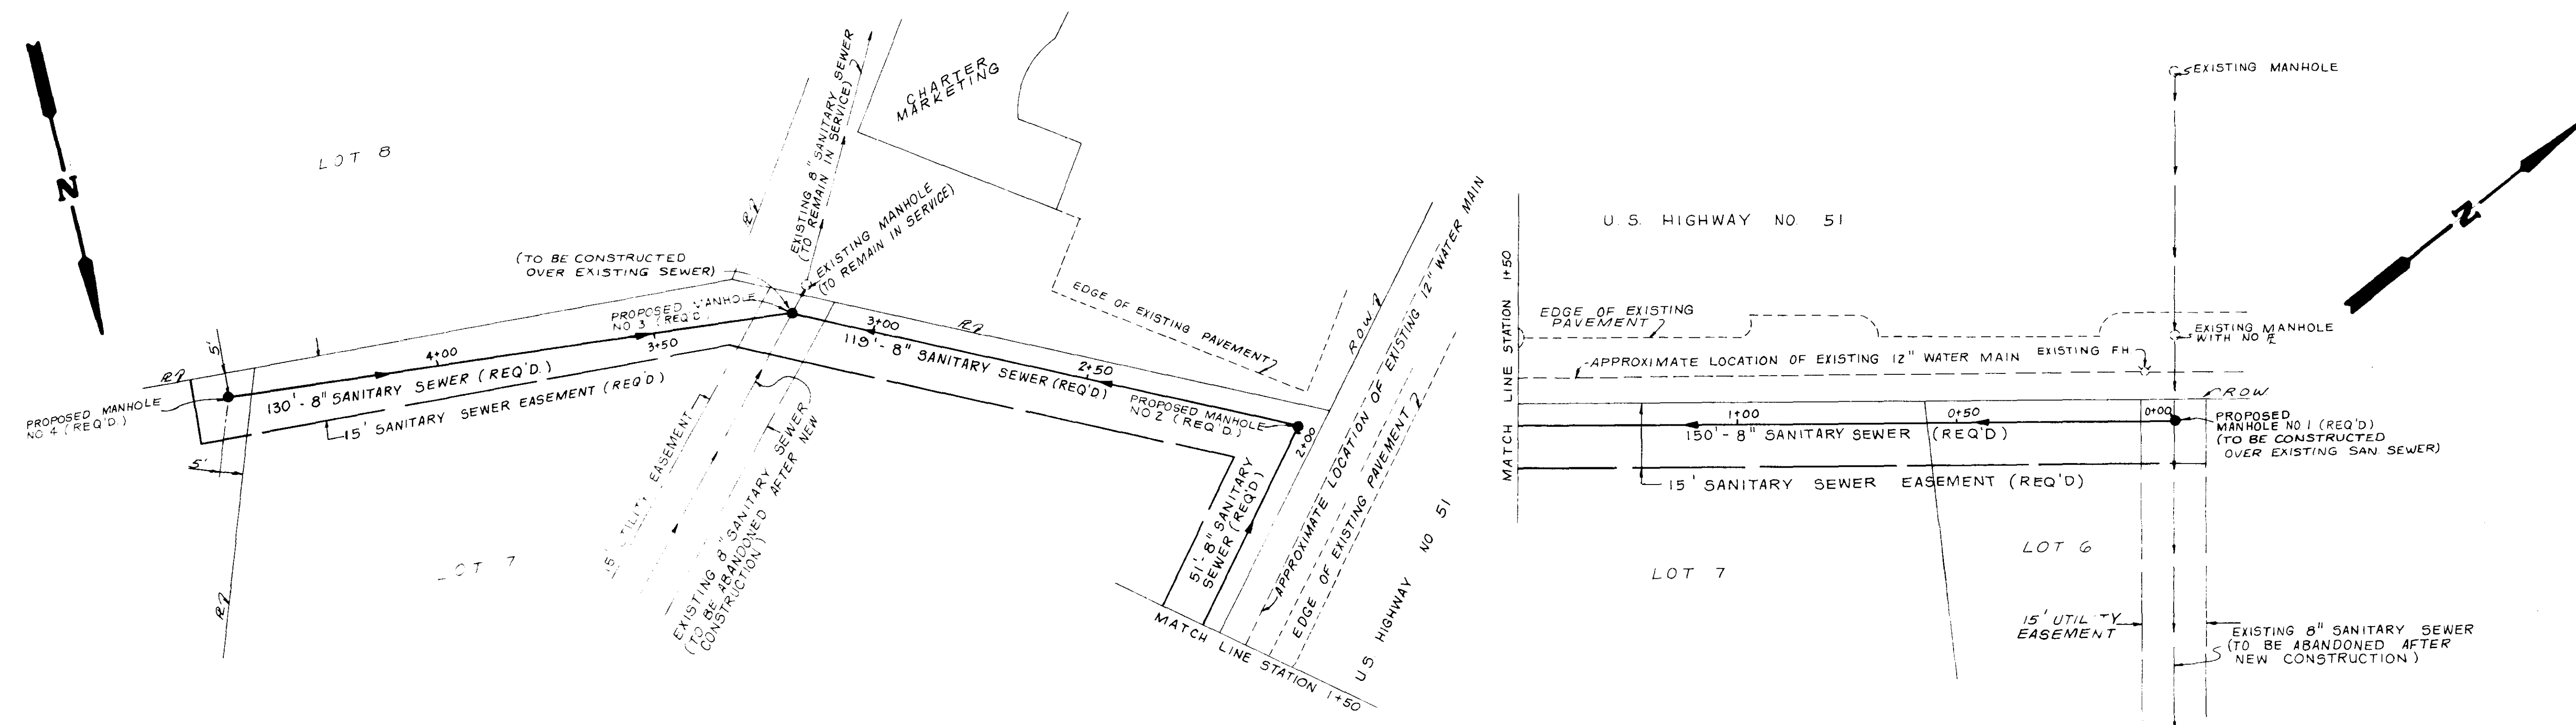 N
LOT 8
CHARTER
MARKETING
EXISTING 8" SANITARY SEWER
(TO REMAIN IN SERVICE)
EXISTING MANHOLE
(TO REMAIN IN SERVICE)
(TO BE CONSTRUCTED
OVER EXISTING SEWER)
PROPOSED MANHOLE
NO 3 (REQ'D.
EDGE OF EXISTING PAVEMENT
5'
4+00
3+50
3+00
2+50
2+00
130'-8" SANITARY SEWER (REQ'D.)
15' SANITARY SEWER EASEMENT (REQ'D)
119'-8" SANITARY SEWER (REQ'D)
PROPOSED MANHOLE
NO 4 (REQ'D.)
5'
PROPOSED MANHOLE
NO 2 (REQ'D.)
ROW
APPROXIMATE LOCATION OF EXISTING 12" WATER MAIN
EDGE OF EXISTING PAVEMENT
51'-8" SANITARY
SEWER (REQ'D)
15' UTILITY EASEMENT
EXISTING 8" SANITARY SEWER
(TO BE ABANDONED AFTER NEW
CONSTRUCTION)
LOT 7
MATCH LINE STATION 1+50
U.S. HIGHWAY NO 51
MATCH LINE STATION 1+50
U.S. HIGHWAY NO. 51
EXISTING MANHOLE
N
EDGE OF EXISTING
PAVEMENT
EXISTING MANHOLE
WITH NO
APPROXIMATE LOCATION OF EXISTING 12" WATER MAIN
EXISTING FH
ROW
1+00
0+50
0+00
150'-8" SANITARY SEWER (REQ'D)
PROPOSED
MANHOLE NO 1 (REQ'D)
(TO BE CONSTRUCTED
OVER EXISTING SAN. SEWER)
15' SANITARY SEWER EASEMENT (REQ'D)
LOT 6
LOT 7
15' UTILITY
EASEMENT
EXISTING 8" SANITARY SEWER
(TO BE ABANDONED AFTER
NEW CONSTRUCTION)